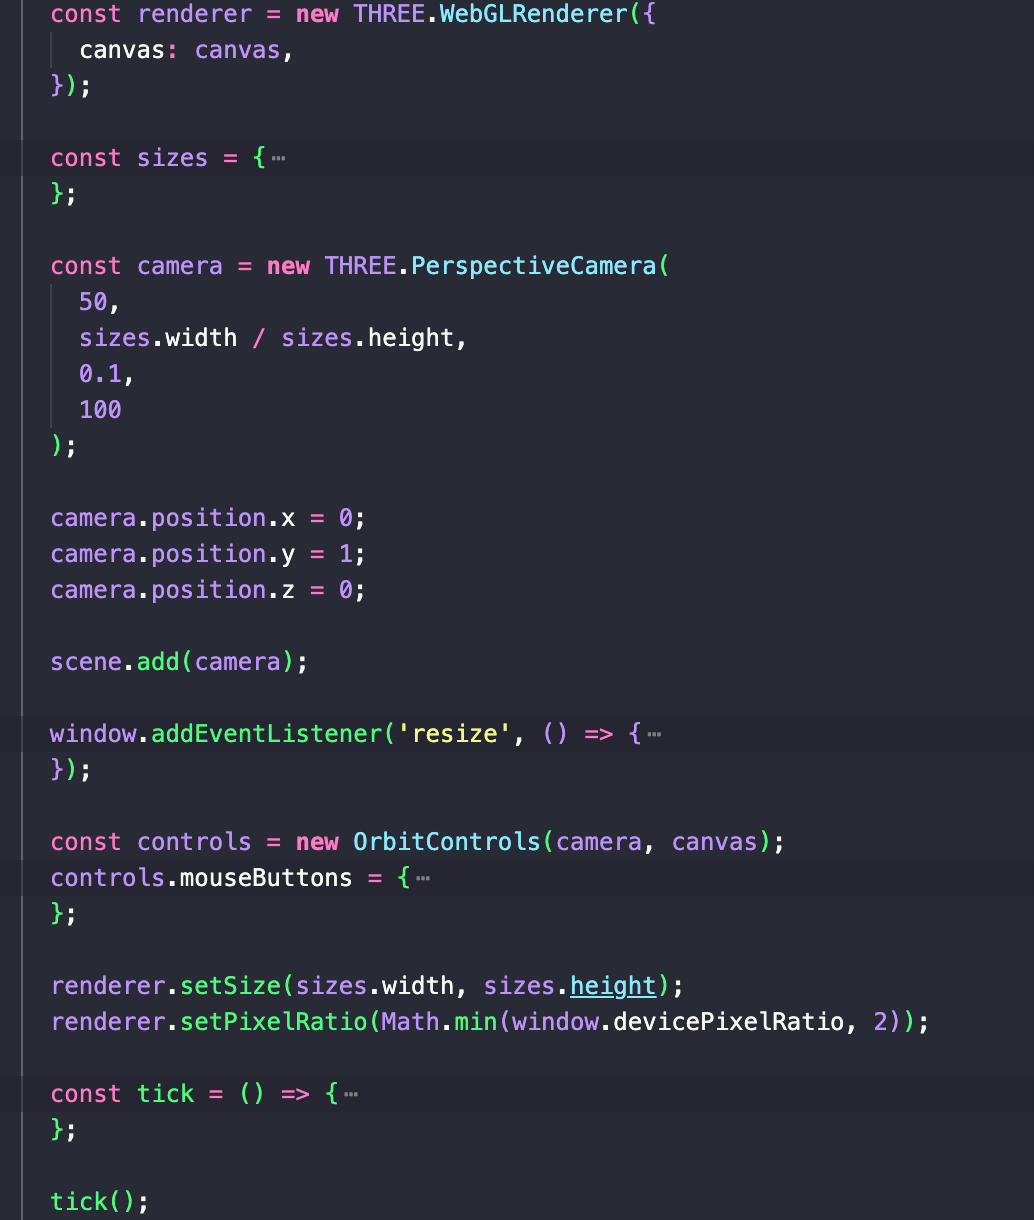 const renderer = new THREE.WebGLRenderer({
  canvas: canvas,
});

const sizes = {⋯
};

const camera = new THREE.PerspectiveCamera(
  50,
  sizes.width / sizes.height,
  0.1,
  100
);

camera.position.x = 0;
camera.position.y = 1;
camera.position.z = 0;

scene.add(camera);

window.addEventListener('resize', () => {⋯
});

const controls = new OrbitControls(camera, canvas);
controls.mouseButtons = {⋯
};

renderer.setSize(sizes.width, sizes.height);
renderer.setPixelRatio(Math.min(window.devicePixelRatio, 2));

const tick = () => {⋯
};

tick();